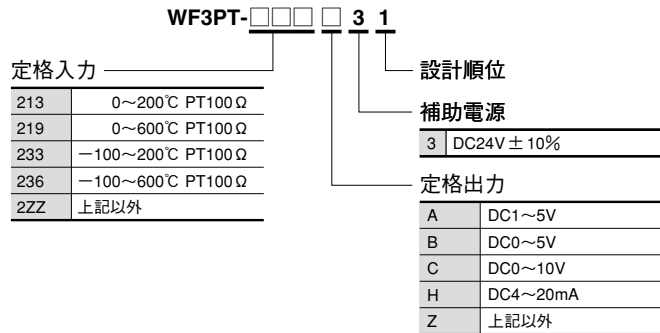 WF3PT-□□□ □ 3 1
定格入力
213 0～200℃ PT100Ω
219 0～600℃ PT100Ω
233 －100～200℃ PT100Ω
236 －100～600℃ PT100Ω
2ZZ 上記以外
設計順位
補助電源
3 DC24V±10％
定格出力
A DC1～5V
B DC0～5V
C DC0～10V
H DC4～20mA
Z 上記以外